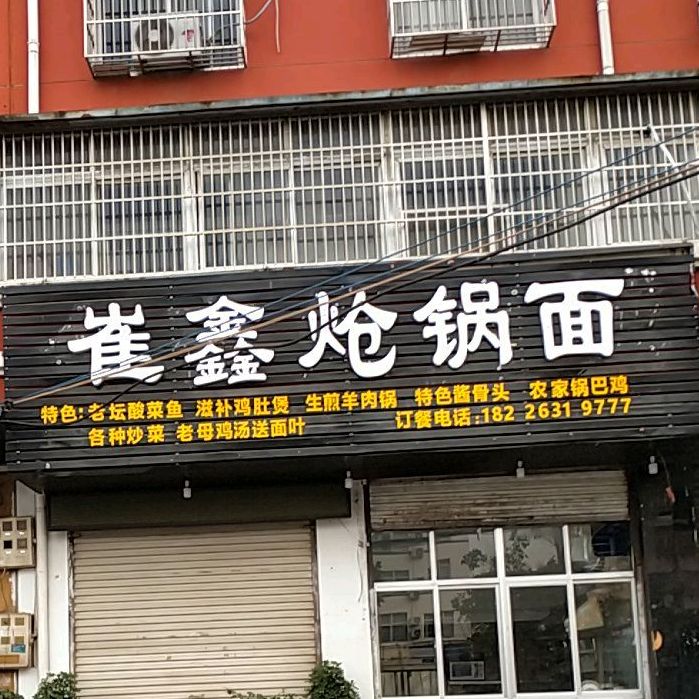 崔鑫炝锅面
特色:老坛酸菜鱼 滋补鸡肚煲 生煎羊肉锅 特色酱骨头 农家锅巴鸡
各种炒菜 老母鸡汤送面叶 订餐电话:182 2631 9777